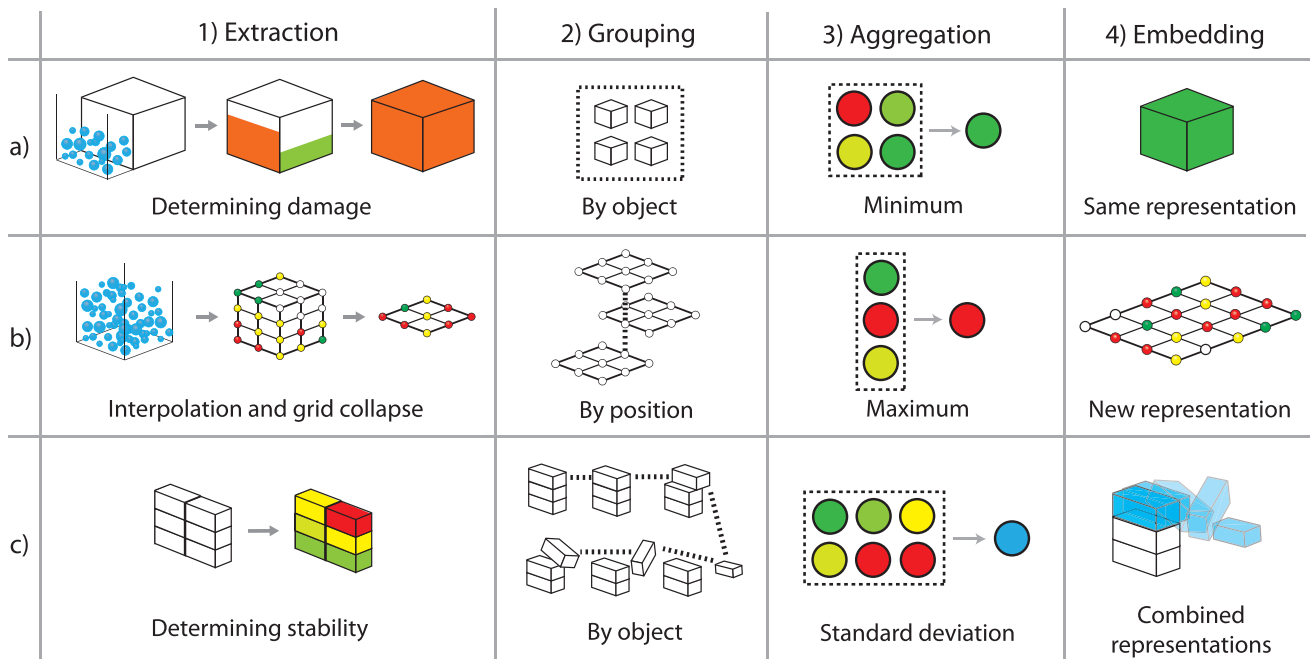 1) Extraction
2) Grouping
3) Aggregation
4) Embedding
a)
Determining damage
By object
Minimum
Same representation
b)
Interpolation and grid collapse
By position
Maximum
New representation
c)
Determining stability
By object
Standard deviation
Combined
representations